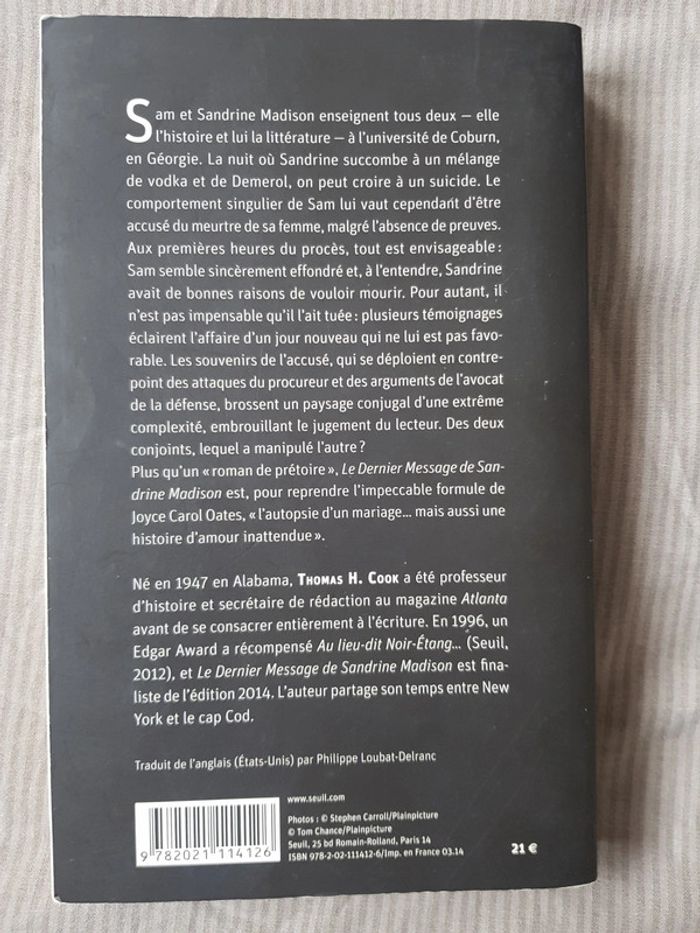 Sam et Sandrine Madison enseignent tous deux — elle
l'histoire et lui la littérature — à l'université de Coburn,
en Géorgie. La nuit où Sandrine succombe à un mélange
de vodka et de Demerol, on peut croire à un suicide. Le
comportement singulier de Sam lui vaut cependant d'être
accusé du meurtre de sa femme, malgré l'absence de preuves.
Aux premières heures du procès, tout est envisageable :
Sam semble sincèrement effondré et, à l'entendre, Sandrine
avait de bonnes raisons de vouloir mourir. Pour autant, il
n'est pas impensable qu'il l'ait tuée : plusieurs témoignages
éclairent l'affaire d'un jour nouveau qui ne lui est pas favo-
rable. Les souvenirs de l'accusé, qui se déploient en contre-
point des attaques du procureur et des arguments de l'avocat
de la défense, brossent un paysage conjugal d'une extrême
complexité, embrouillant le jugement du lecteur. Des deux
conjoints, lequel a manipulé l'autre ?
Plus qu'un « roman de prétoire », Le Dernier Message de San-
drine Madison est, pour reprendre l'impeccable formule de
Joyce Carol Oates, « l'autopsie d'un mariage... mais aussi une
histoire d'amour inattendue ».
Né en 1947 en Alabama, THOMAS H. COOK a été professeur
d'histoire et secrétaire de rédaction au magazine Atlanta
avant de se consacrer entièrement à l'écriture. En 1996, un
Edgar Award a récompensé Au lieu-dit Noir-Étang... (Seuil,
2012), et Le Dernier Message de Sandrine Madison est fina-
liste de l'édition 2014. L'auteur partage son temps entre New
York et le cap Cod.
Traduit de l'anglais (États-Unis) par Philippe Loubat-Delranc
www.seuil.com
Photos : © Stephen Carroll/Plainpicture
© Tom Chance/Plainpicture
Seuil, 25 bd Romain-Rolland, Paris 14
ISBN 978-2-02-111412-6/Imp. en France 03.14
21 €
9 782021 114126